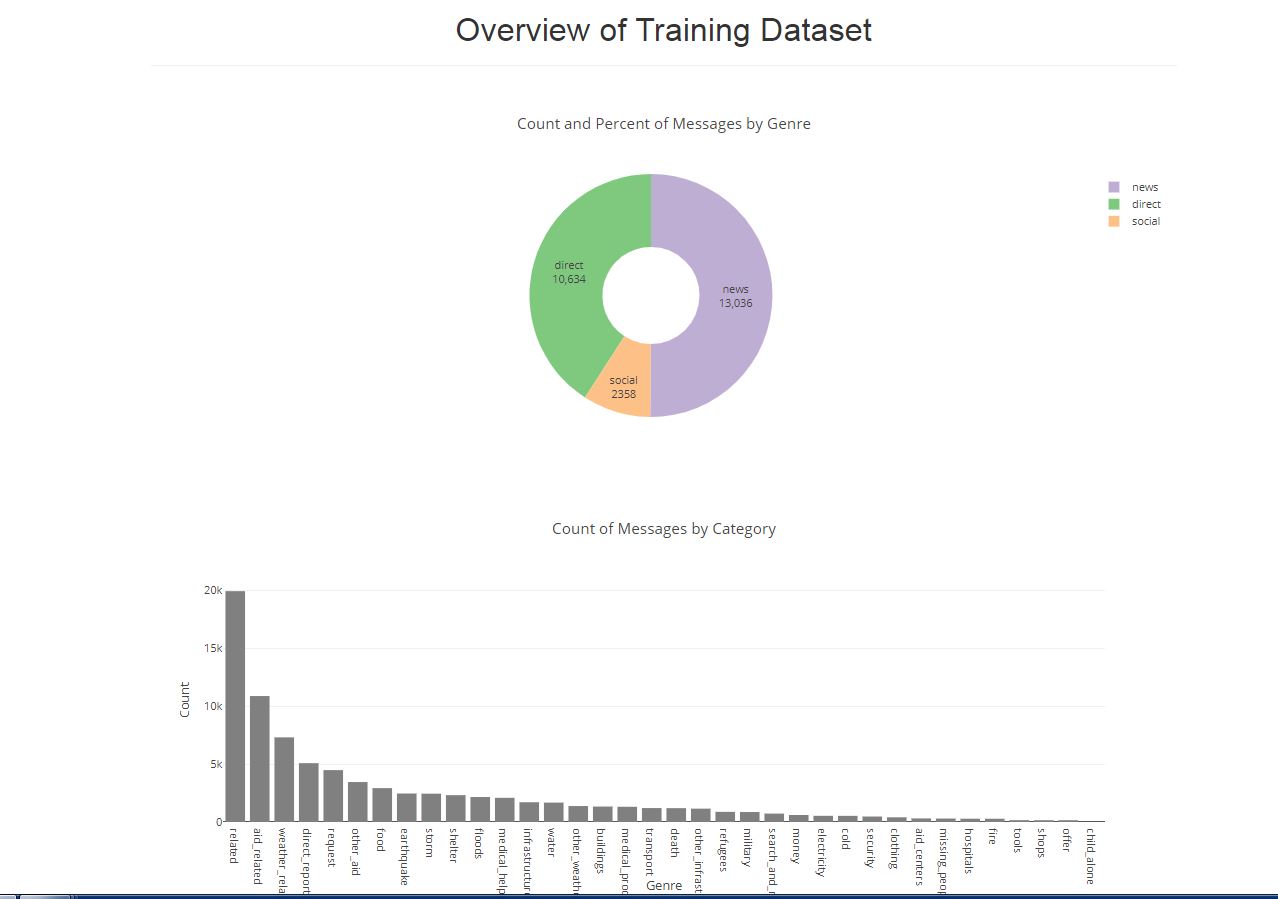 Overview of Training Dataset
Count and Percent of Messages by Genre
news
direct
social
direct
10,634
news
13,036
social
2358
Count of Messages by Category
20k
15k
10k
5k
0
Count
related
aid_related
weather_rela
direct_report
request
other_aid
food
earthquake
storm
shelter
floods
medical_help
infrastructur
water
other_weath
buildings
medical_prod
transport
death
other_infrast
refugees
military
search_and_r
money
electricity
cold
security
clothing
aid_centers
missing_peop
hospitals
fire
tools
shops
offer
child_alone
Genre